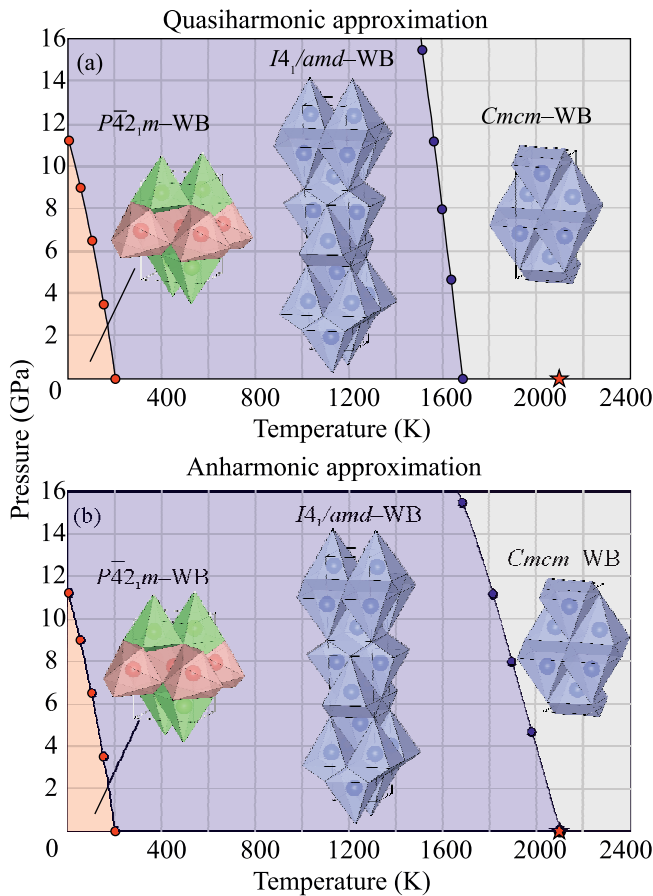 Quasiharmonic approximation
(a)
I4₁/amd–WB
P4̅2₁m–WB
Cmcm–WB
16
14
12
10
8
6
4
2
0
400
800
1200
1600
2000
2400
Temperature (K)
Pressure (GPa)
Anharmonic approximation
(b)
I4₁/amd–WB
P4̅2₁m–WB
Cmcm WB
16
14
12
10
8
6
4
2
0
400
800
1200
1600
2000
2400
Temperature (K)